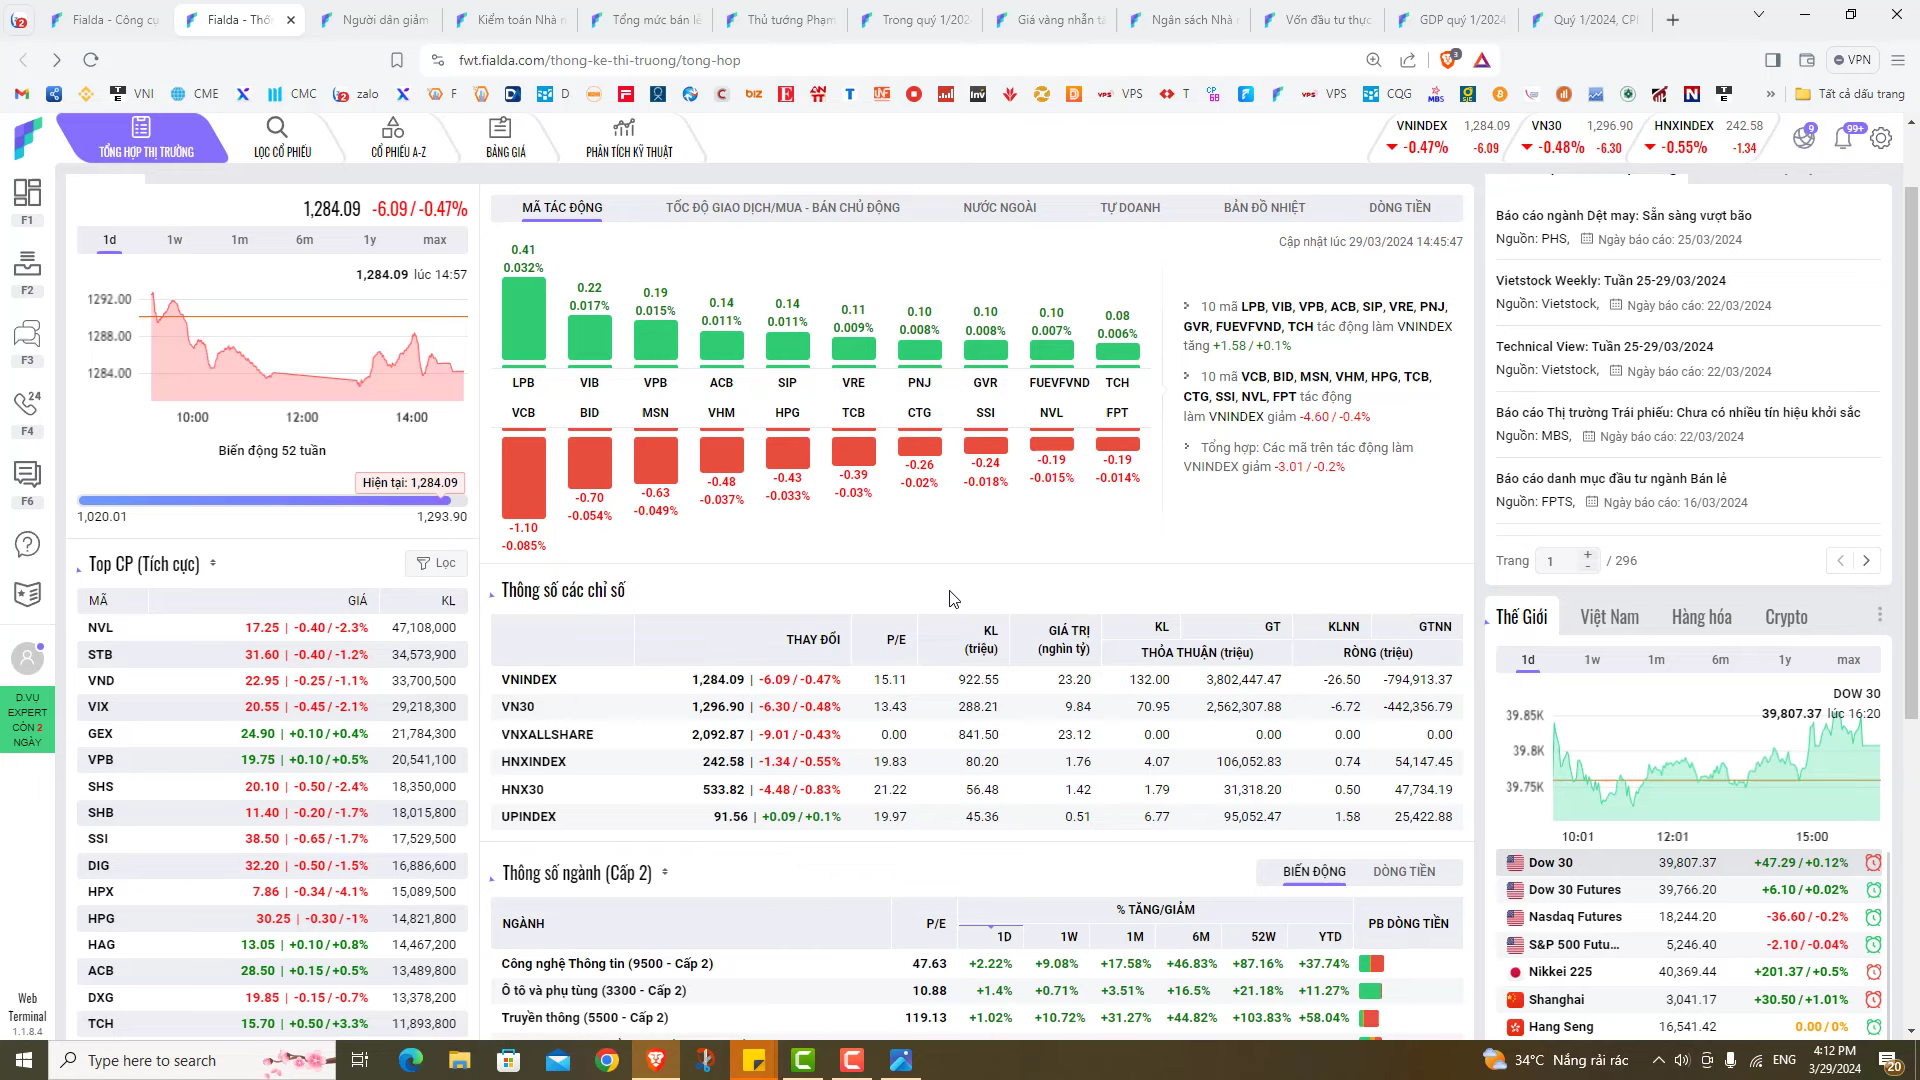 Fialda - Công cụ
Fialda - Thốn
Người dân giảm
Kiểm toán Nhà n
Tổng mức bán lẻ
Thủ tướng Phạm
Trong quý 1/202
Giá vàng nhẫn tă
Ngân sách Nhà n
Vốn đầu tư thực
GDP quý 1/2024
Quý 1/2024, CPI
fwt.fialda.com/thong-ke-thi-truong/tong-hop
VPN
VNI CME CMC zalo F D VPS T VPS CQG Tất cả dấu trang
TỔNG HỢP THỊ TRƯỜNG
LỌC CỔ PHIẾU
CỔ PHIẾU A-Z
BẢNG GIÁ
PHÂN TÍCH KỸ THUẬT
VNINDEX 1,284.09
-0.47% -6.09
VN30 1,296.90
-0.48% -6.30
HNXINDEX 242.58
-0.55% -1.34
9
99+
F1
F2
F3
24
F4
F6
D.VỤ
EXPERT
CÒN 2
NGÀY
Web
Terminal
1.1.8.4
1,284.09 -6.09 / -0.47%
1d 1w 1m 6m 1y max
1,284.09 lúc 14:57
1292.00
1288.00
1284.00
10:00 12:00 14:00
Biến động 52 tuần
Hiện tại: 1,284.09
1,020.01 1,293.90
Top CP (Tích cực)
Lọc
MÃ GIÁ KL
NVL 17.25 | -0.40 / -2.3% 47,108,000
STB 31.60 | -0.40 / -1.2% 34,573,900
VND 22.95 | -0.25 / -1.1% 33,700,500
VIX 20.55 | -0.45 / -2.1% 29,218,300
GEX 24.90 | +0.10 / +0.4% 21,784,300
VPB 19.75 | +0.10 / +0.5% 20,541,100
SHS 20.10 | -0.50 / -2.4% 18,350,000
SHB 11.40 | -0.20 / -1.7% 18,015,800
SSI 38.50 | -0.65 / -1.7% 17,529,500
DIG 32.20 | -0.50 / -1.5% 16,886,600
HPX 7.86 | -0.34 / -4.1% 15,089,500
HPG 30.25 | -0.30 / -1% 14,821,800
HAG 13.05 | +0.10 / +0.8% 14,467,200
ACB 28.50 | +0.15 / +0.5% 13,489,800
DXG 19.85 | -0.15 / -0.7% 13,378,200
TCH 15.70 | +0.50 / +3.3% 11,893,800
MÃ TÁC ĐỘNG TỐC ĐỘ GIAO DỊCH/MUA - BÁN CHỦ ĐỘNG NƯỚC NGOÀI TỰ DOANH BẢN ĐỒ NHIỆT DÒNG TIỀN
Cập nhật lúc 29/03/2024 14:45:47
0.41 0.22 0.19 0.14 0.14 0.11 0.10 0.10 0.10 0.08
0.032% 0.017% 0.015% 0.011% 0.011% 0.009% 0.008% 0.008% 0.007% 0.006%
LPB VIB VPB ACB SIP VRE PNJ GVR FUEVFVND TCH
VCB BID MSN VHM HPG TCB CTG SSI NVL FPT
-1.10 -0.70 -0.63 -0.48 -0.43 -0.39 -0.26 -0.24 -0.19 -0.19
-0.085% -0.054% -0.049% -0.037% -0.033% -0.03% -0.02% -0.018% -0.015% -0.014%
10 mã LPB, VIB, VPB, ACB, SIP, VRE, PNJ,
GVR, FUEVFVND, TCH tác động làm VNINDEX
tăng +1.58 / +0.1%
10 mã VCB, BID, MSN, VHM, HPG, TCB,
CTG, SSI, NVL, FPT tác động
làm VNINDEX giảm -4.60 / -0.4%
Tổng hợp: Các mã trên tác động làm
VNINDEX giảm -3.01 / -0.2%
Thông số các chỉ số
THAY ĐỔI P/E KL (triệu) GIÁ TRỊ (nghìn tỷ) KL GT KLNN GTNN
THỎA THUẬN (triệu) RÒNG (triệu)
VNINDEX 1,284.09 | -6.09 / -0.47% 15.11 922.55 23.20 132.00 3,802,447.47 -26.50 -794,913.37
VN30 1,296.90 | -6.30 / -0.48% 13.43 288.21 9.84 70.95 2,562,307.88 -6.72 -442,356.79
VNXALLSHARE 2,092.87 | -9.01 / -0.43% 0.00 841.50 23.12 0.00 0.00 0.00 0.00
HNXINDEX 242.58 | -1.34 / -0.55% 19.83 80.20 1.76 4.07 106,052.83 0.74 54,147.45
HNX30 533.82 | -4.48 / -0.83% 21.22 56.48 1.42 1.79 31,318.20 0.50 47,734.19
UPINDEX 91.56 | +0.09 / +0.1% 19.97 45.36 0.51 6.77 95,052.47 1.58 25,422.88
Thông số ngành (Cấp 2)
BIẾN ĐỘNG DÒNG TIỀN
NGÀNH P/E % TĂNG/GIẢM PB DÒNG TIỀN
1D 1W 1M 6M 52W YTD
Công nghệ Thông tin (9500 - Cấp 2) 47.63 +2.22% +9.08% +17.58% +46.83% +87.16% +37.74%
Ô tô và phụ tùng (3300 - Cấp 2) 10.88 +1.4% +0.71% +3.51% +16.5% +21.18% +11.27%
Truyền thông (5500 - Cấp 2) 119.13 +1.02% +10.72% +31.27% +44.82% +103.83% +58.04%
Báo cáo ngành Dệt may: Sẵn sàng vượt bão
Nguồn: PHS, Ngày báo cáo: 25/03/2024
Vietstock Weekly: Tuần 25-29/03/2024
Nguồn: Vietstock, Ngày báo cáo: 22/03/2024
Technical View: Tuần 25-29/03/2024
Nguồn: Vietstock, Ngày báo cáo: 22/03/2024
Báo cáo Thị trường Trái phiếu: Chưa có nhiều tín hiệu khởi sắc
Nguồn: MBS, Ngày báo cáo: 22/03/2024
Báo cáo danh mục đầu tư ngành Bán lẻ
Nguồn: FPTS, Ngày báo cáo: 16/03/2024
Trang 1 / 296
Thế Giới Việt Nam Hàng hóa Crypto
1d 1w 1m 6m 1y max
DOW 30
39,807.37 lúc 16:20
39.85K
39.8K
39.75K
10:01 12:01 15:00
Dow 30 39,807.37 +47.29 / +0.12%
Dow 30 Futures 39,766.20 +6.10 / +0.02%
Nasdaq Futures 18,244.20 -36.60 / -0.2%
S&P 500 Futu... 5,246.40 -2.10 / -0.04%
Nikkei 225 40,369.44 +201.37 / +0.5%
Shanghai 3,041.17 +30.50 / +1.01%
Hang Seng 16,541.42 0.00 / 0%
Type here to search
34°C Nắng rải rác
ENG
4:12 PM
3/29/2024
20